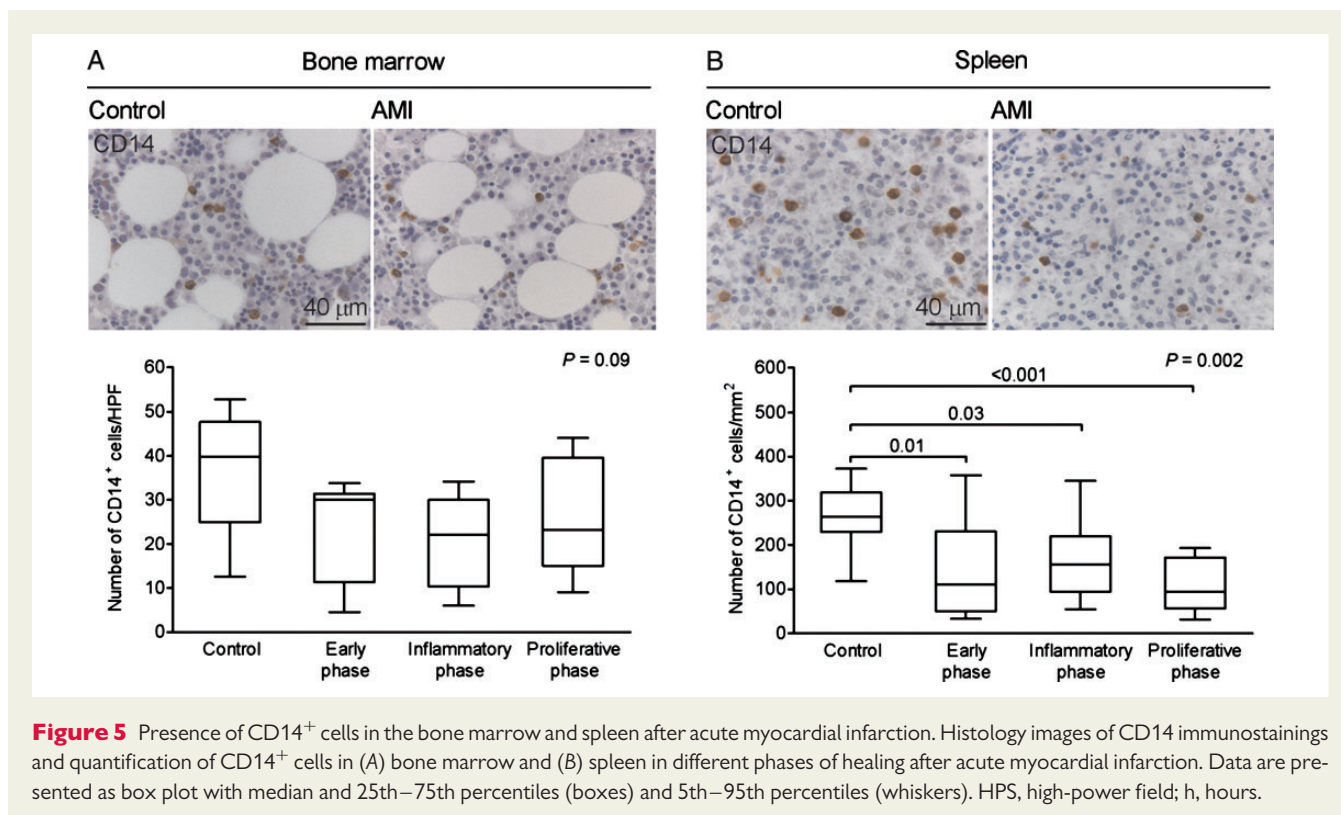 A Bone marrow
Control AMI
CD14
40 μm
P = 0.09
Number of CD14⁺ cells/HPF
60
50
40
30
20
10
0
Control Early phase Inflammatory phase Proliferative phase
B Spleen
Control AMI
CD14
40 μm
P = 0.002
<0.001
0.03
0.01
Number of CD14⁺ cells/mm²
600
500
400
300
200
100
0
Control Early phase Inflammatory phase Proliferative phase
Figure 5 Presence of CD14⁺ cells in the bone marrow and spleen after acute myocardial infarction. Histology images of CD14 immunostainings
and quantification of CD14⁺ cells in (A) bone marrow and (B) spleen in different phases of healing after acute myocardial infarction. Data are pre-
sented as box plot with median and 25th–75th percentiles (boxes) and 5th–95th percentiles (whiskers). HPS, high-power field; h, hours.